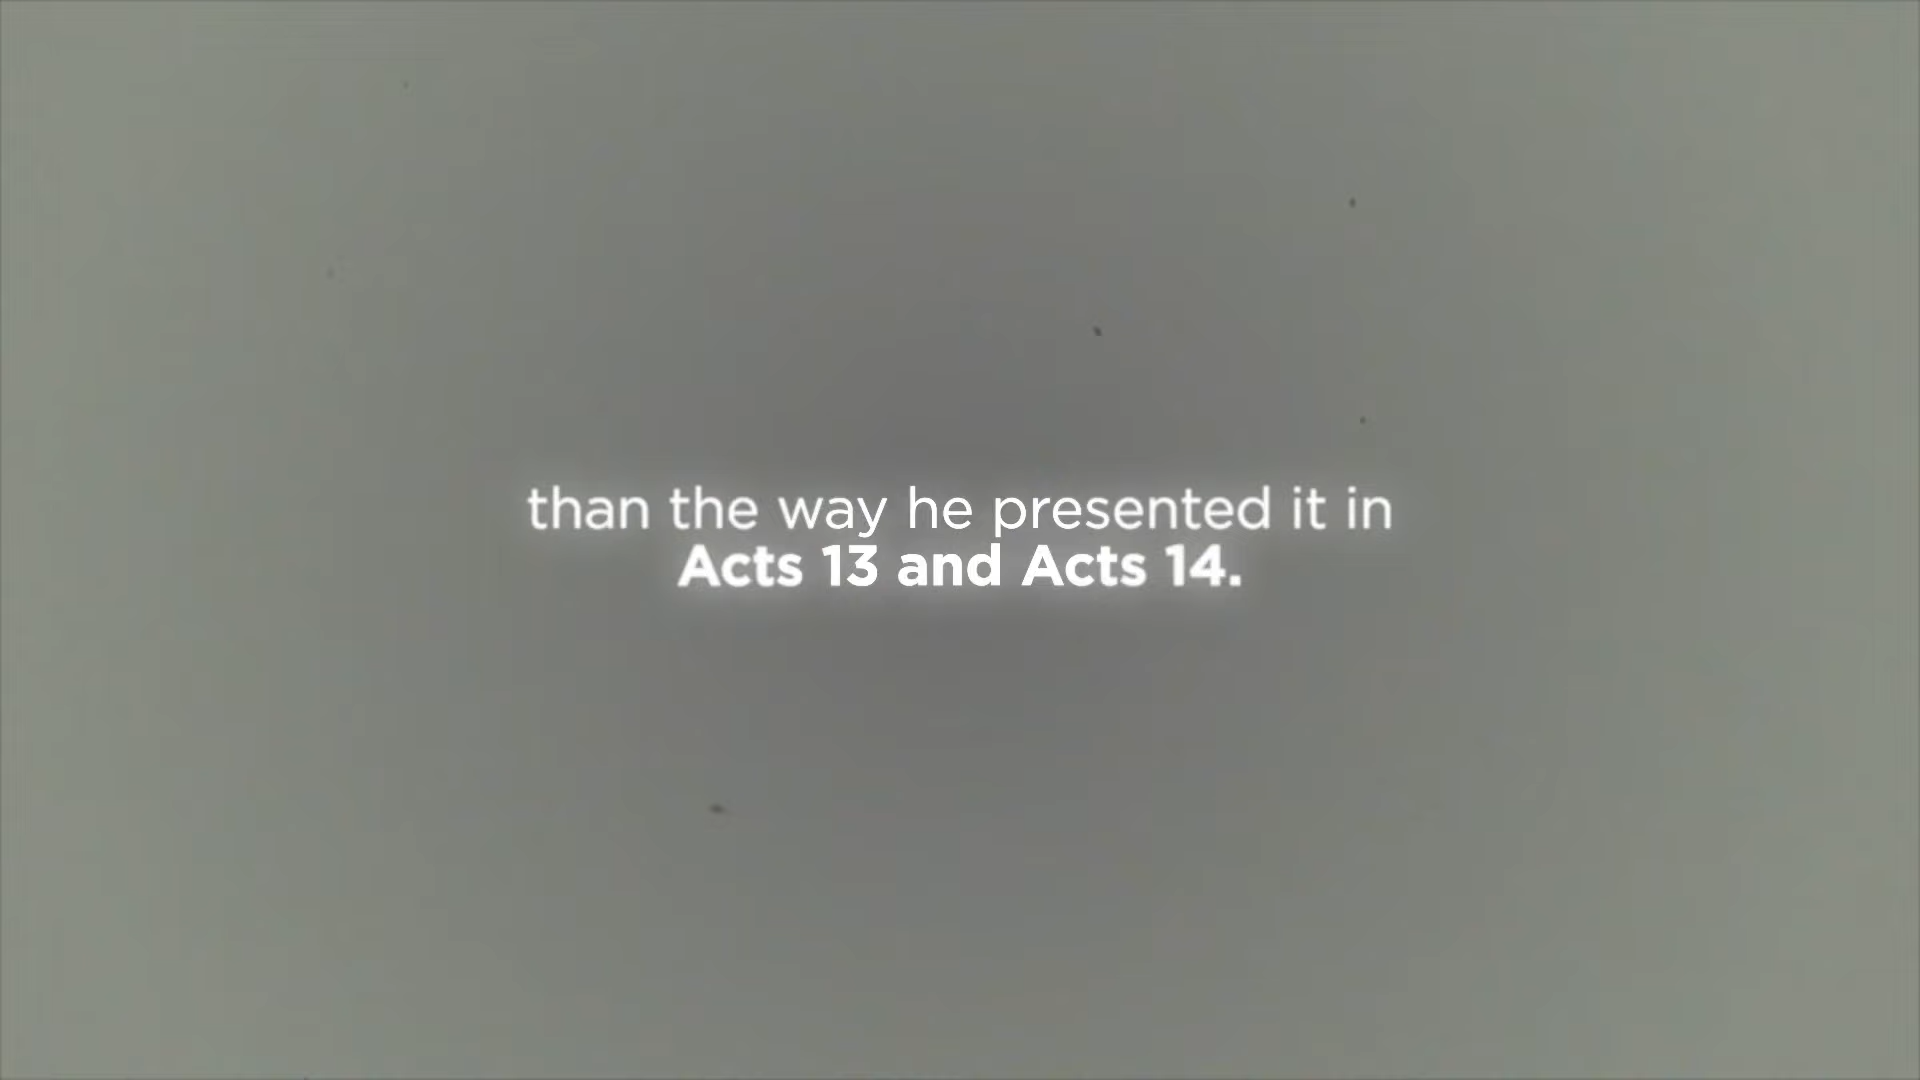 than the way he presented it in
Acts 13 and Acts 14.